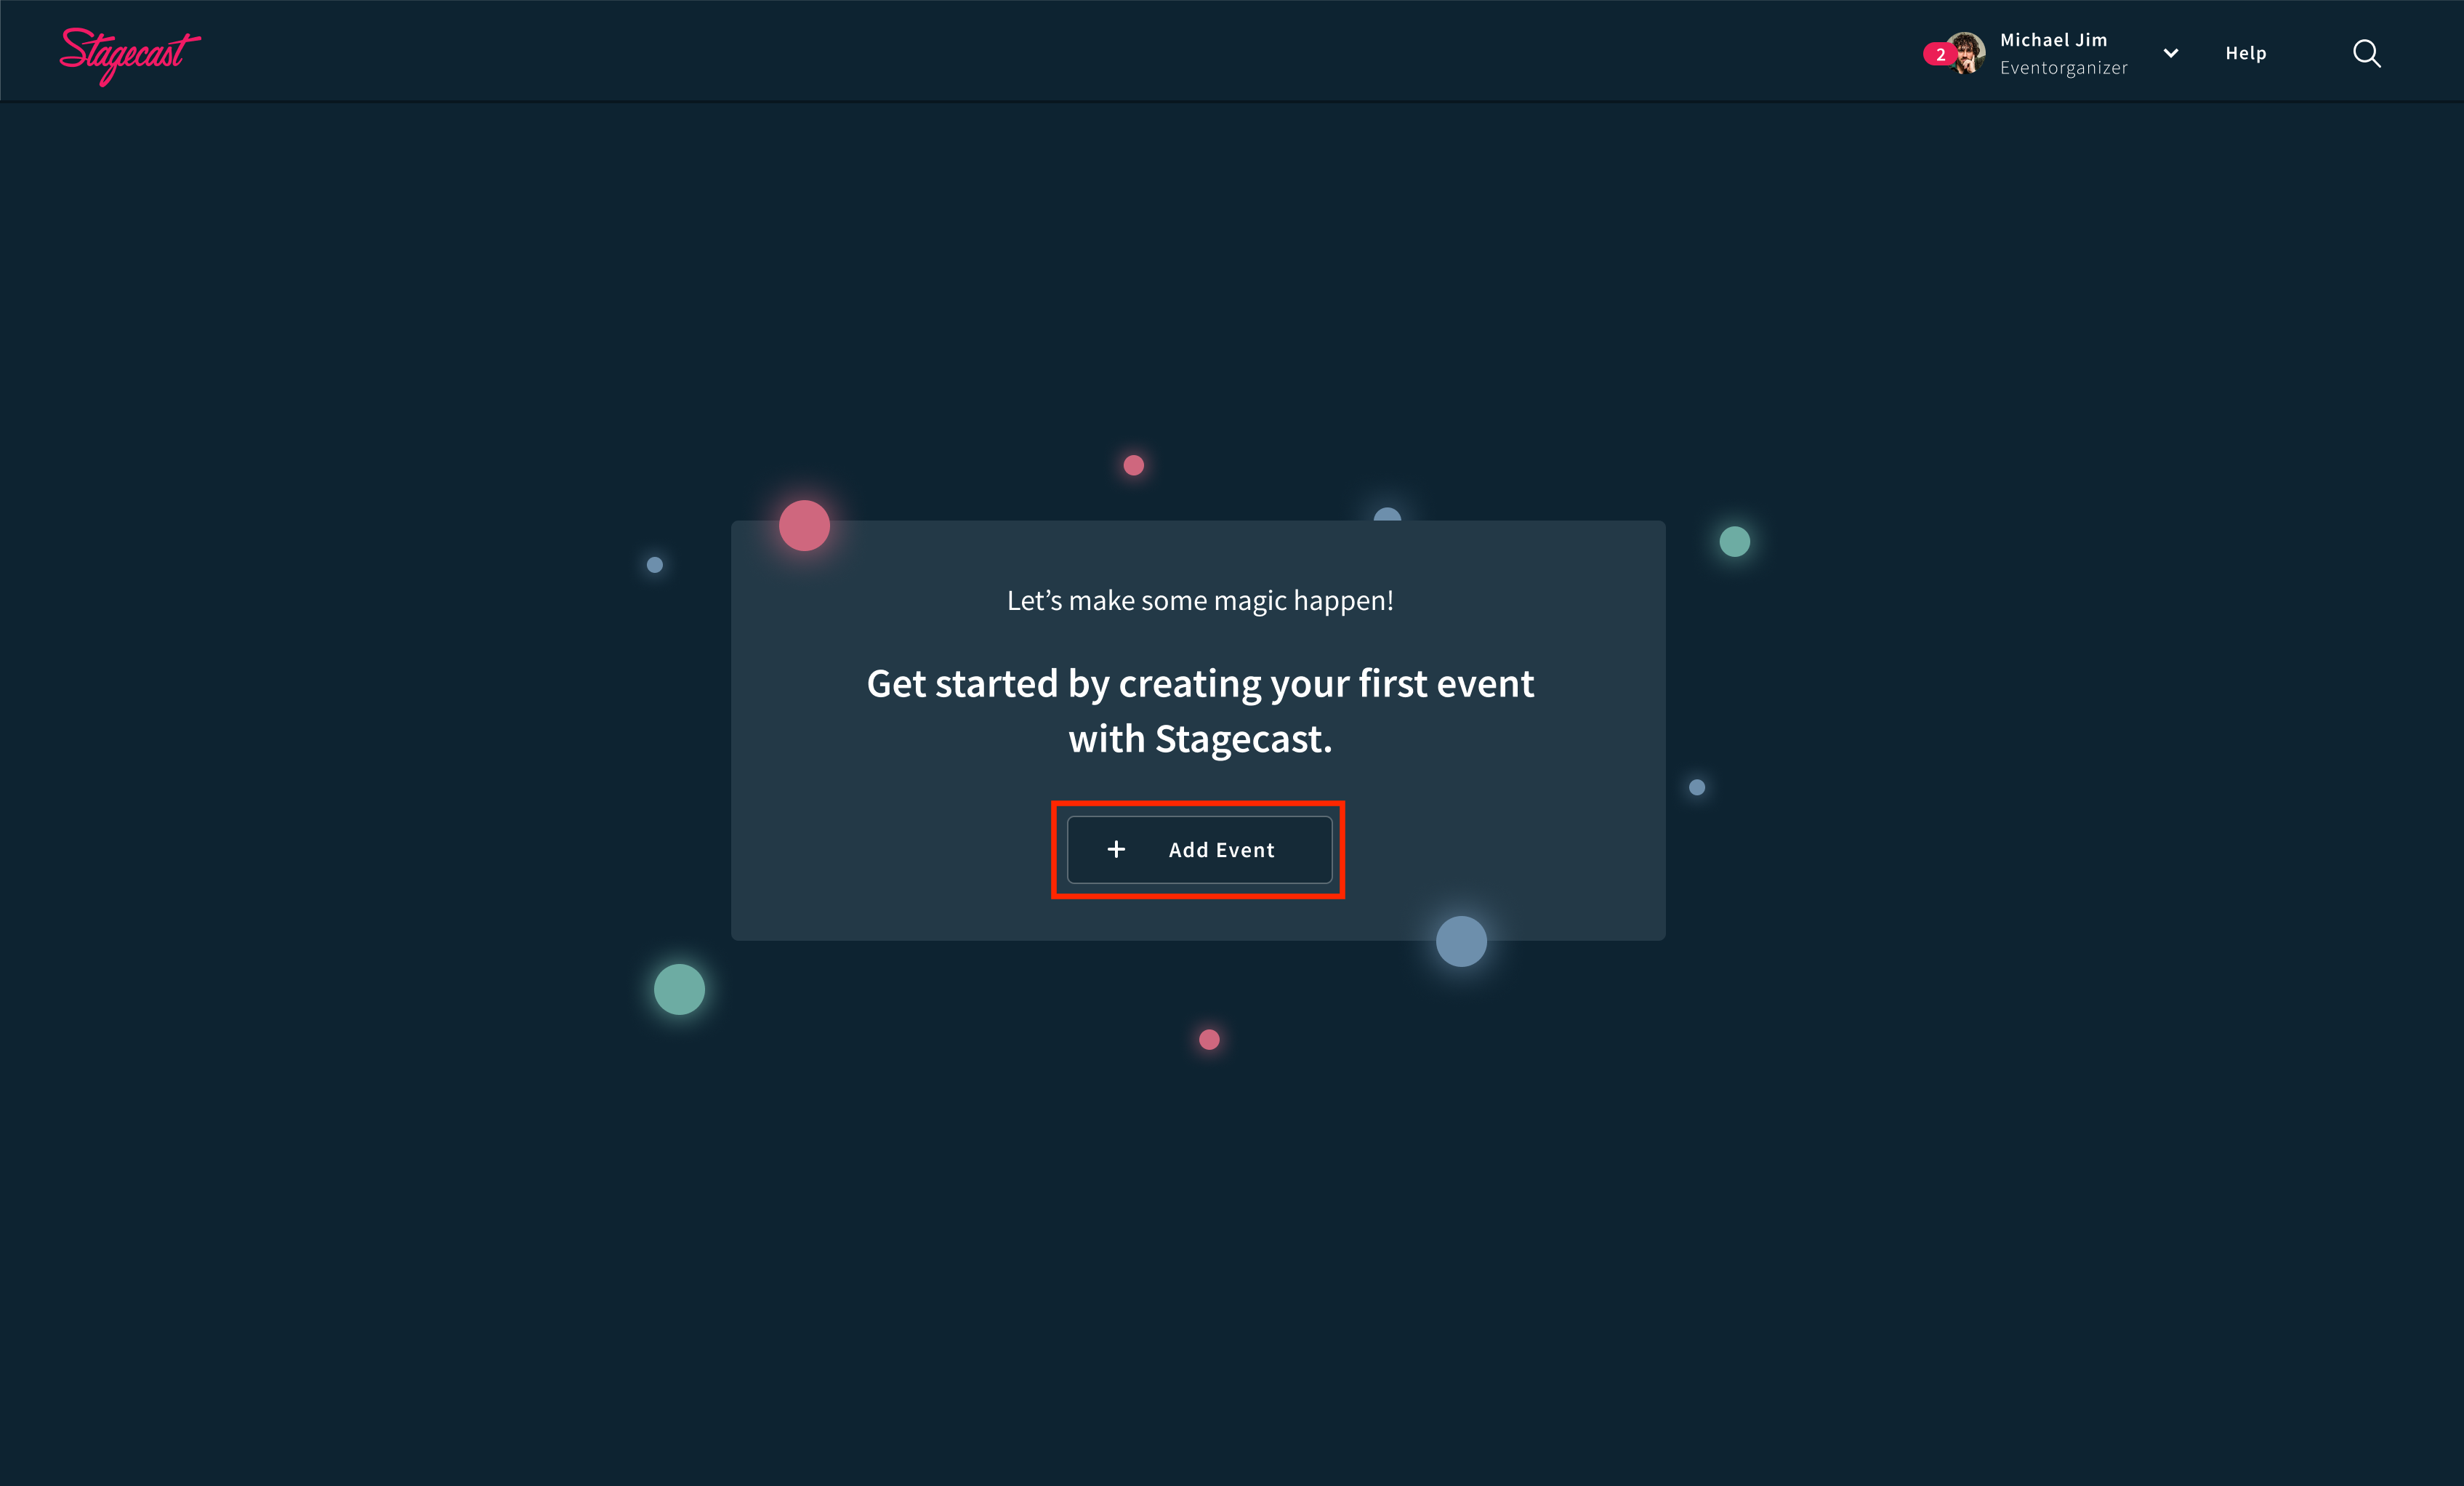 Stagecast
2
Michael Jim
Eventorganizer
Help
Let’s make some magic happen!
Get started by creating your first event
with Stagecast.
+ Add Event